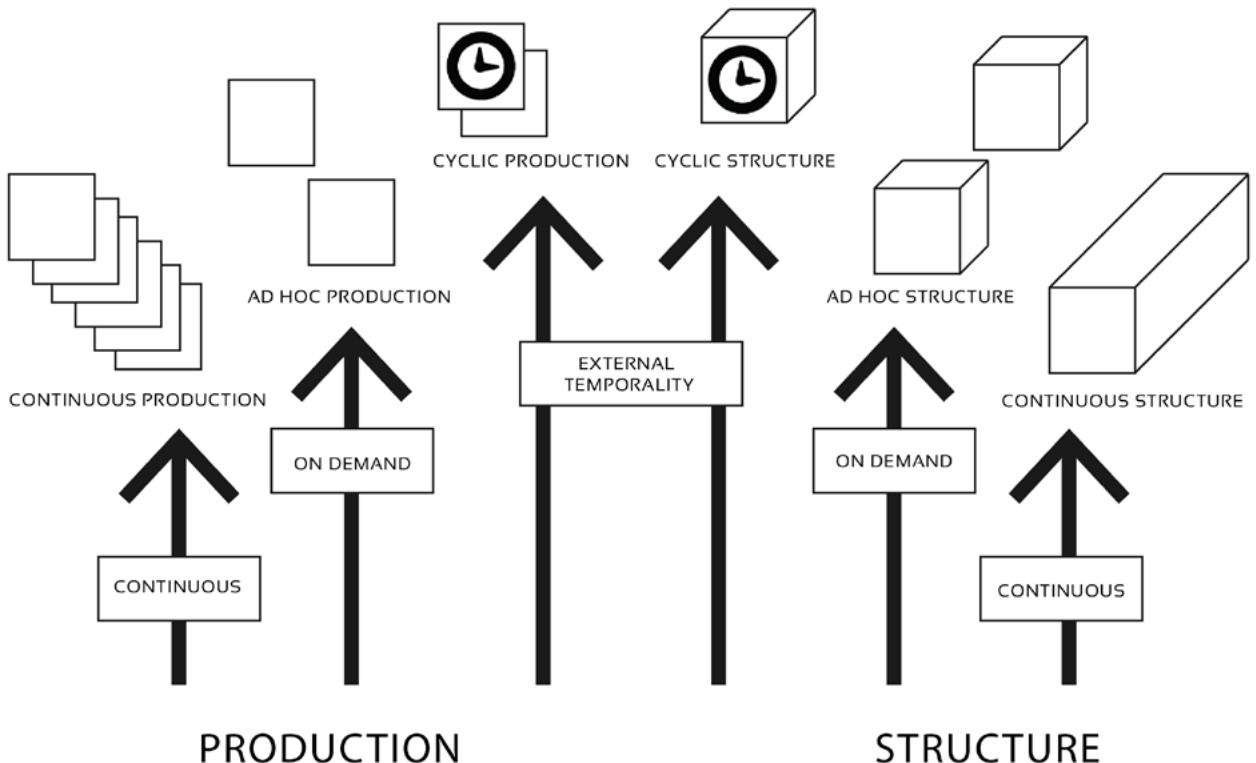 CYCLIC PRODUCTION
CYCLIC STRUCTURE
AD HOC PRODUCTION
AD HOC STRUCTURE
EXTERNAL
TEMPORALITY
CONTINUOUS PRODUCTION
CONTINUOUS STRUCTURE
ON DEMAND
ON DEMAND
CONTINUOUS
CONTINUOUS
PRODUCTION
STRUCTURE